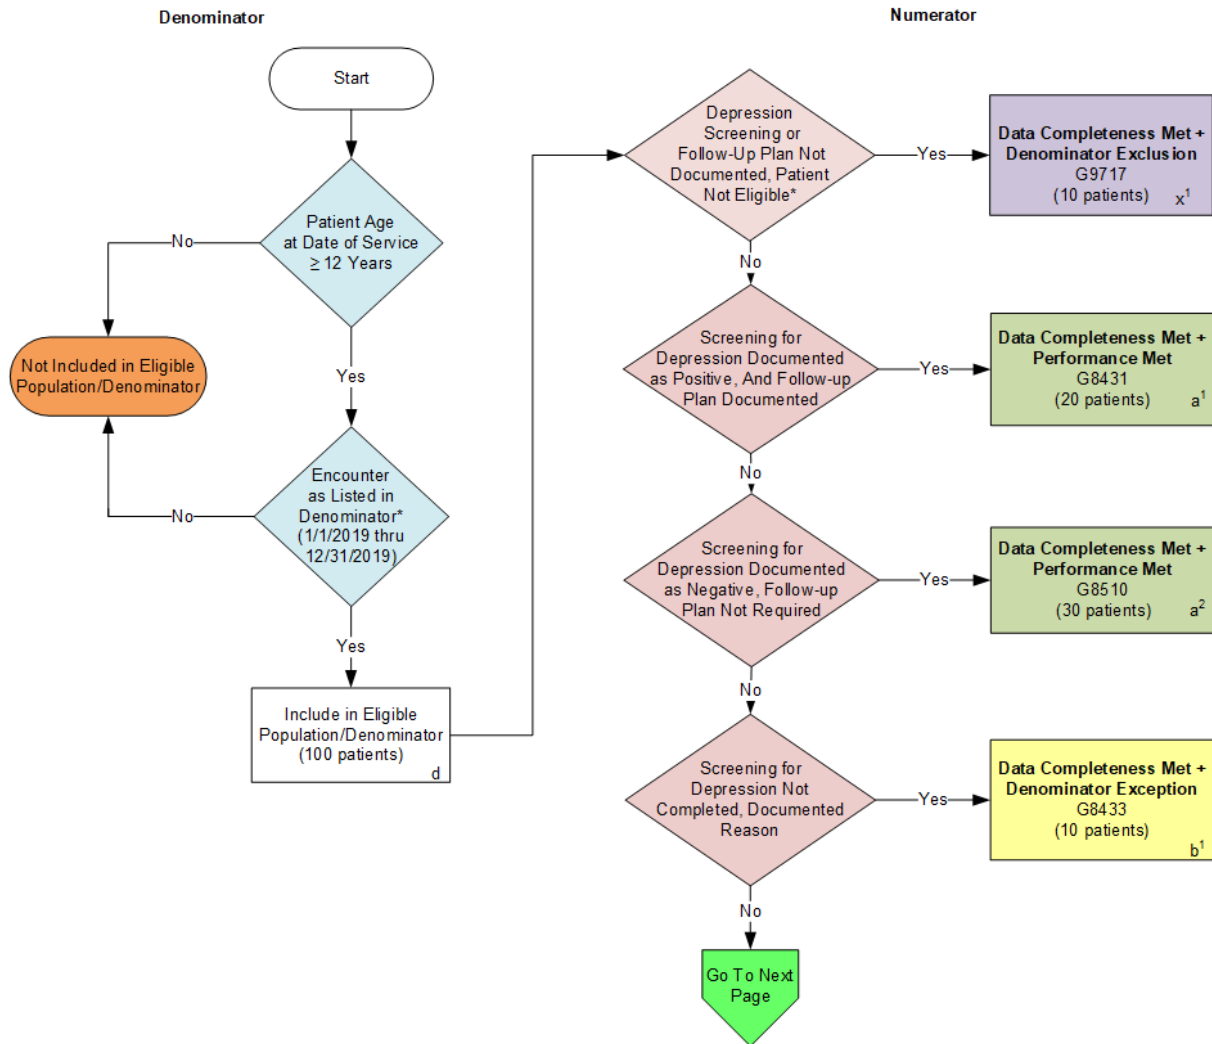 Denominator
Numerator
Start
Patient Age
at Date of Service
≥ 12 Years
No
Not Included in Eligible
Population/Denominator
Yes
Encounter
as Listed in
Denominator*
(1/1/2019 thru
12/31/2019)
No
Yes
Include in Eligible
Population/Denominator
(100 patients)
d
Depression
Screening or
Follow-Up Plan Not
Documented, Patient
Not Eligible*
Yes
Data Completeness Met +
Denominator Exclusion
G9717
(10 patients)
x¹
No
Screening for
Depression Documented
as Positive, And Follow-up
Plan Documented
Yes
Data Completeness Met +
Performance Met
G8431
(20 patients)
a¹
No
Screening for
Depression Documented
as Negative, Follow-up
Plan Not Required
Yes
Data Completeness Met +
Performance Met
G8510
(30 patients)
a²
No
Screening for
Depression Not
Completed, Documented
Reason
Yes
Data Completeness Met +
Denominator Exception
G8433
(10 patients)
b¹
No
Go To Next
Page